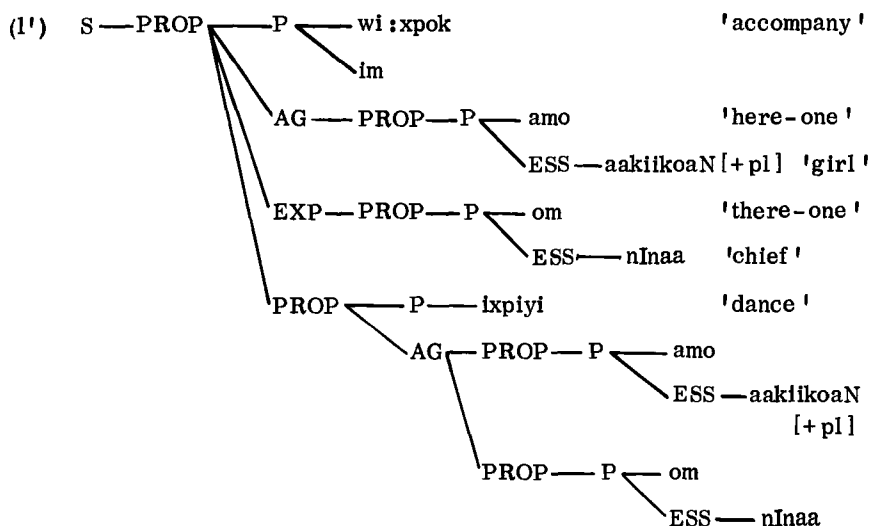 (1') S PROP P wi:xpok 'accompany'
im
AG PROP P amo 'here-one'
ESS aakiikoaN [+pl] 'girl'
EXP PROP P om 'there-one'
ESS nInaa 'chief'
PROP P ixpiyi 'dance'
AG PROP P amo
ESS aakiikoaN
[+pl]
PROP P om
ESS nInaa